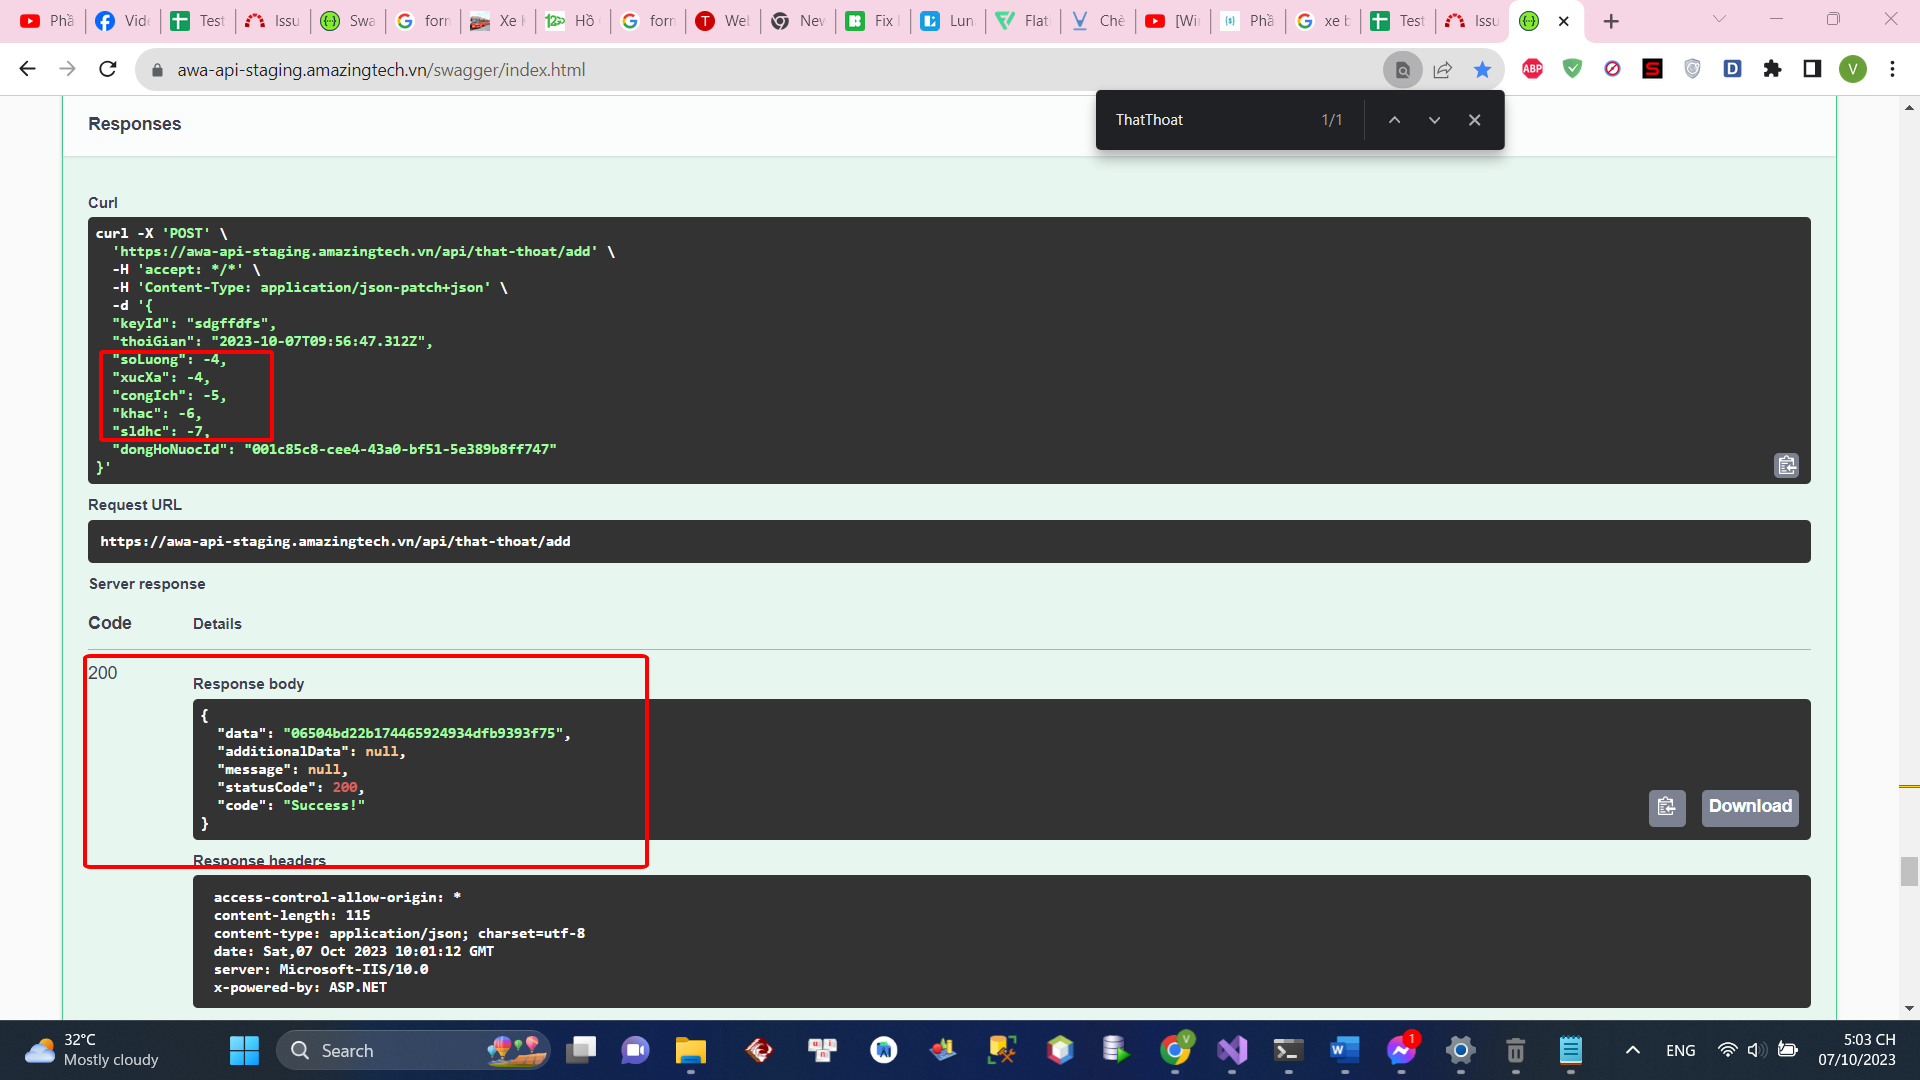 Phầ
Vide
Test
Issu
Swa
forn
Xe K
Hồ
forn
Web
New
Fix l
Lun
Flat
Chè
[Wi
Phầ
xe b
Test
Issu
awa-api-staging.amazingtech.vn/swagger/index.html
ABP
V
ThatThoat 1/1
Responses
Curl
curl -X 'POST' \
'https://awa-api-staging.amazingtech.vn/api/that-thoat/add' \
-H 'accept: */*' \
-H 'Content-Type: application/json-patch+json' \
-d '{
"keyId": "sdgffđfs",
"thoiGian": "2023-10-07T09:56:47.312Z",
"soLuong": -4,
"xucXa": -4,
"congIch": -5,
"khac": -6,
"sldhc": -7,
"dongHoNuocId": "001c85c8-cee4-43a0-bf51-5e389b8ff747"
}'
Request URL
https://awa-api-staging.amazingtech.vn/api/that-thoat/add
Server response
Code Details
200
Response body
{
"data": "06504bd22b174465924934dfb9393f75",
"additionalData": null,
"message": null,
"statusCode": 200,
"code": "Success!"
}
Download
Response headers
access-control-allow-origin: *
content-length: 115
content-type: application/json; charset=utf-8
date: Sat,07 Oct 2023 10:01:12 GMT
server: Microsoft-IIS/10.0
x-powered-by: ASP.NET
32°C
Mostly cloudy
Search
V
1
ENG
5:03 CH
07/10/2023